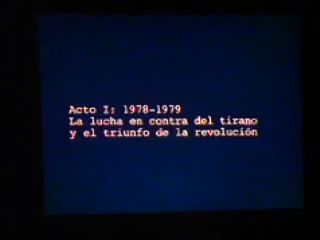 Acto I: 1978-1979
La lucha en contra del tirano
y el triunfo de la revolución